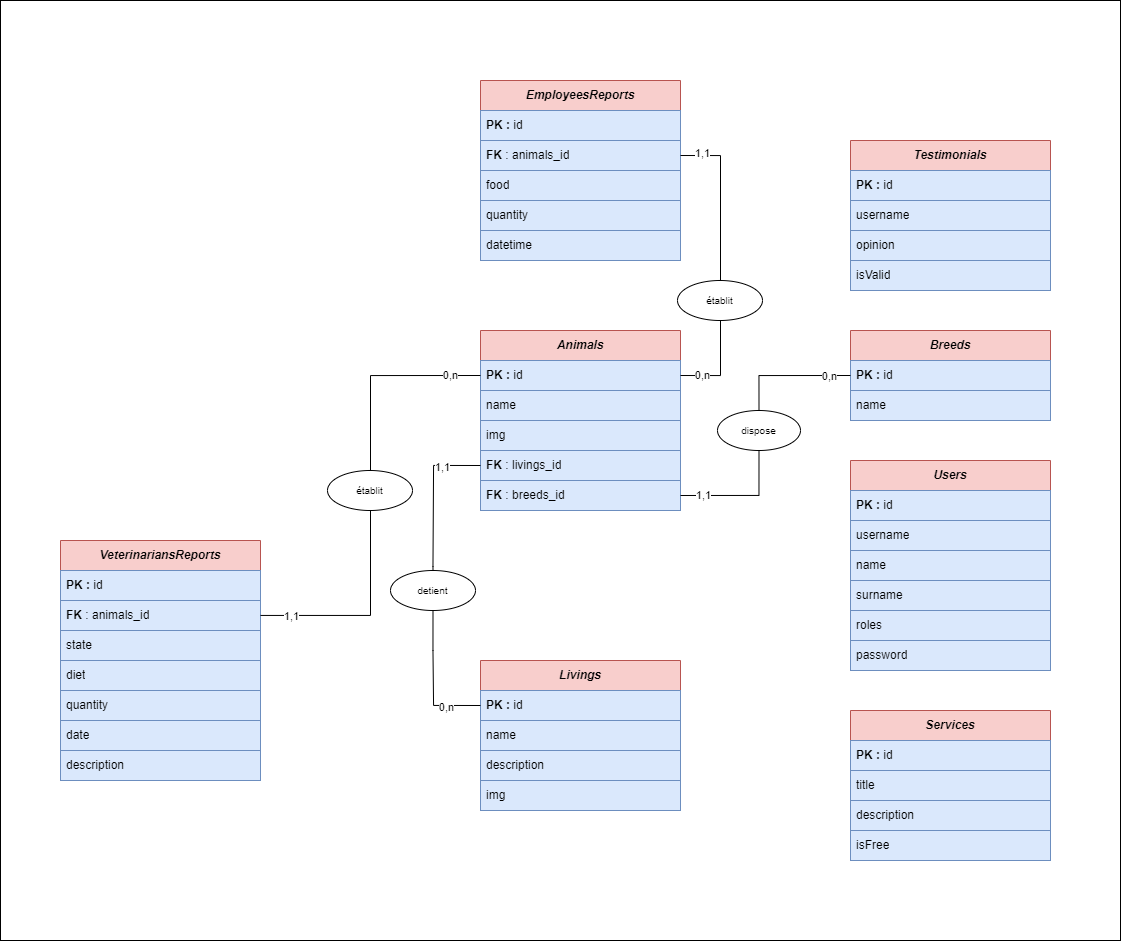 EmployeesReports
PK : id
FK : animals_id
food
quantity
datetime
1,1
établit
0,n
Testimonials
PK : id
username
opinion
isValid
Animals
PK : id
name
img
FK : livings_id
FK : breeds_id
0,n
établit
1,1
1,1
dispose
0,n
Breeds
PK : id
name
1,1
detient
0,n
Users
PK : id
username
name
surname
roles
password
VeterinariansReports
PK : id
FK : animals_id
state
diet
quantity
date
description
Livings
PK : id
name
description
img
Services
PK : id
title
description
isFree